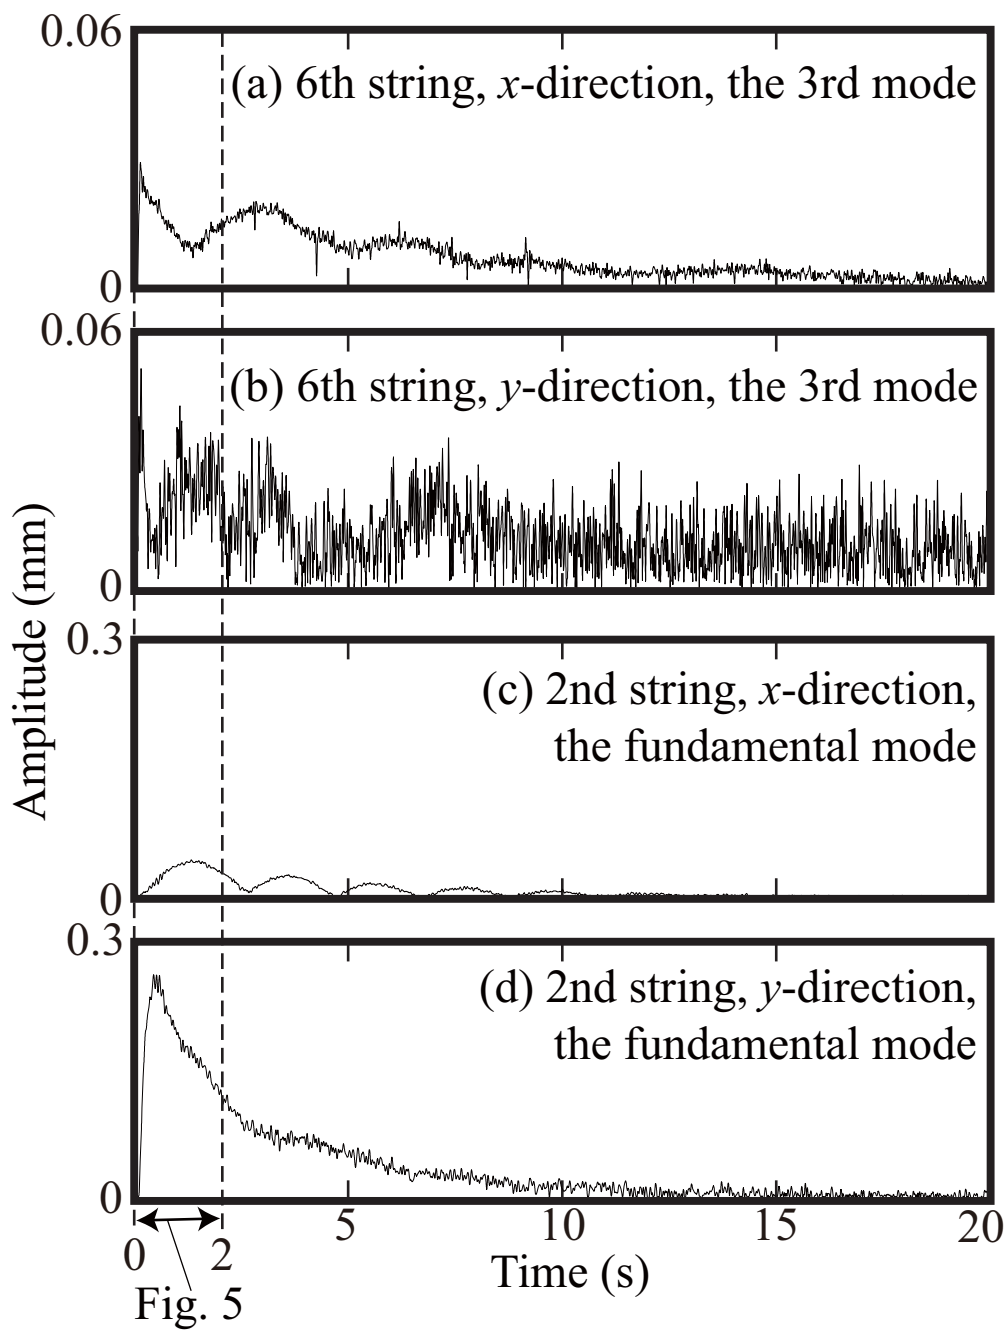 0.06
(a) 6th string, x-direction, the 3rd mode
0
0.06
(b) 6th string, y-direction, the 3rd mode
0
Amplitude (mm)
0.3
(c) 2nd string, x-direction,
the fundamental mode
0
0.3
(d) 2nd string, y-direction,
the fundamental mode
0
0 2 5 10 15 20
Time (s)
Fig. 5